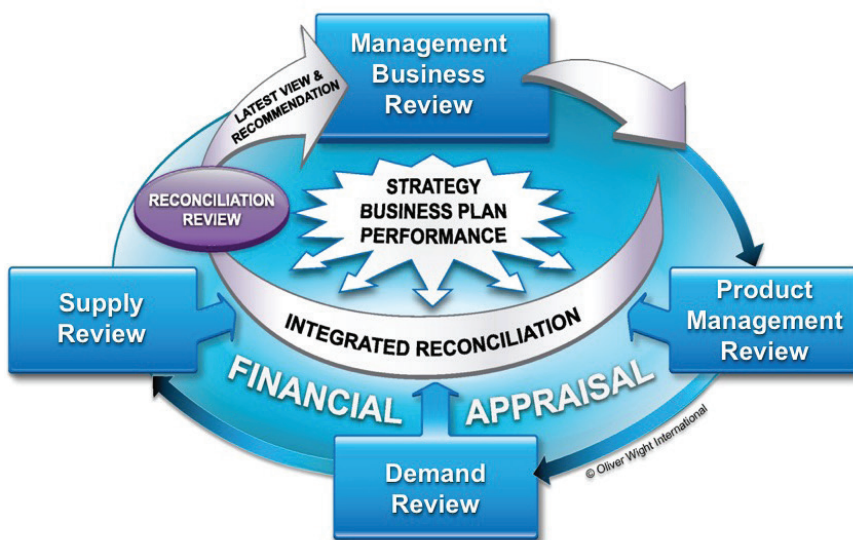 Management
Business
Review
LATEST VIEW &
RECOMMENDATION
RECONCILIATION
REVIEW
STRATEGY
BUSINESS PLAN
PERFORMANCE
Supply
Review
Product
Management
Review
INTEGRATED RECONCILIATION
FINANCIAL APPRAISAL
Demand
Review
© Oliver Wight International